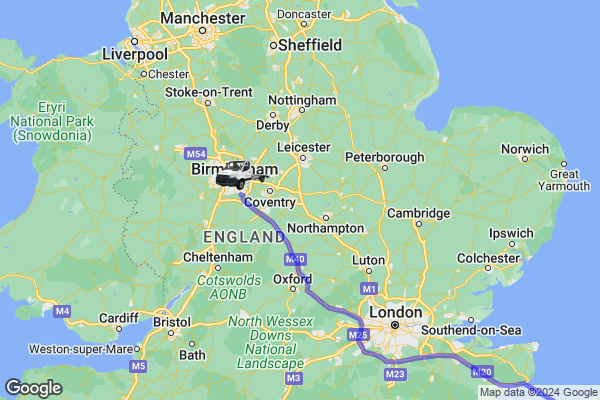 Doncaster
Manchester
Liverpool
Sheffield
Chester
Eryri
National Park
(Snowdonia)
Stoke-on-Trent
Nottingham
Derby
M54
Leicester
Peterborough
Norwich
Great
Yarmouth
Coventry
Northampton
Cambridge
ENGLAND
Ipswich
Cheltenham
M40
Luton
Colchester
Cotswolds
AONB
Oxford
M1
M4
Cardiff
Bristol
London
Southend-on-Sea
North Wessex
Downs
National
Landscape
M25
Weston-super-Mare
Bath
M5
M3
M23
M20
Google
Google
Map data ©2024 Google